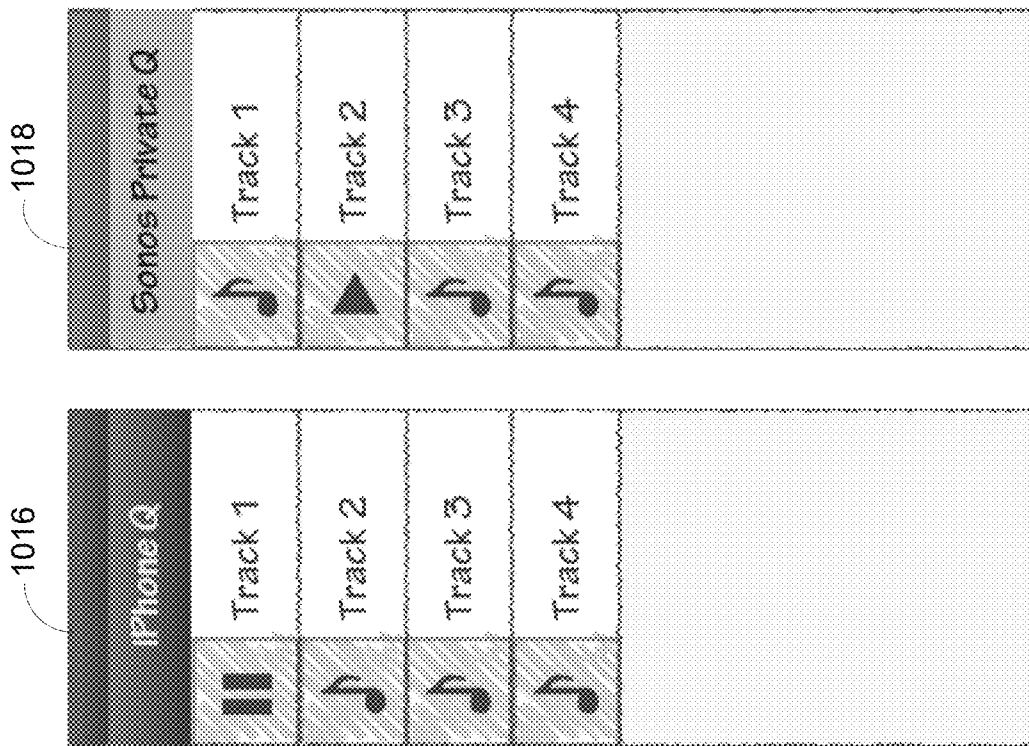 1016
iPhone Q
Track 1
Track 2
Track 3
Track 4
1018
Sonos Private Q
Track 1
Track 2
Track 3
Track 4